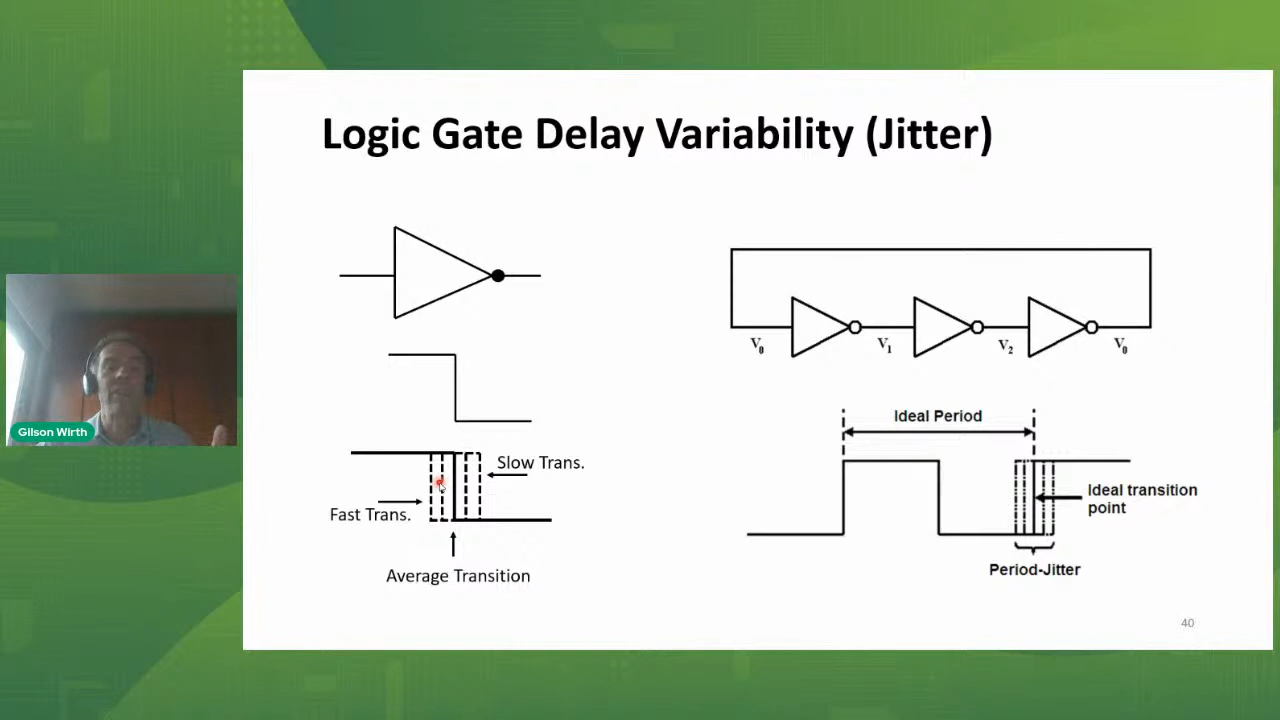 Logic Gate Delay Variability (Jitter)
V0
V1
V2
V0
Ideal Period
Slow Trans.
Fast Trans.
Ideal transition
point
Average Transition
Period-Jitter
Gilson Wirth
40